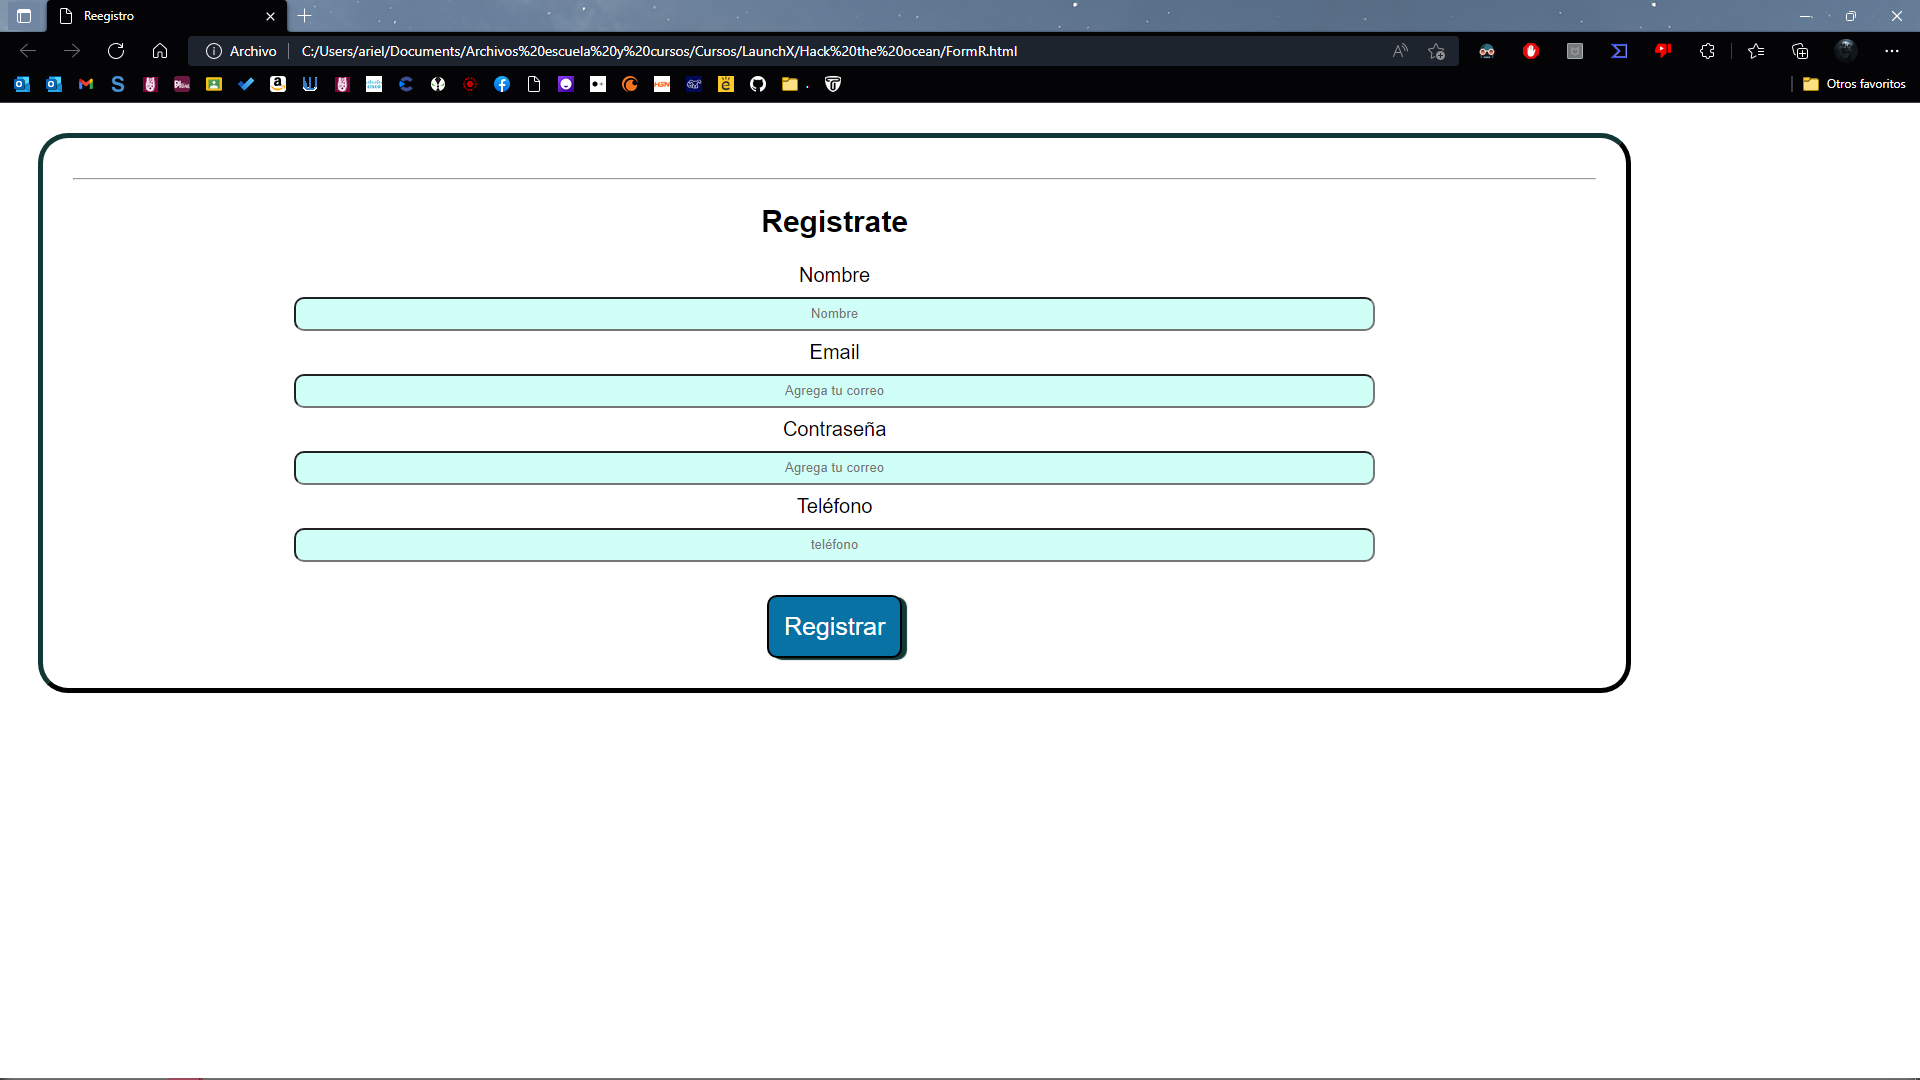 Reegistro
Archivo
C:/Users/ariel/Documents/Archivos%20escuela%20y%20cursos/Cursos/LaunchX/Hack%20the%20ocean/FormR.html
Otros favoritos
Registrate
Nombre
Nombre
Email
Agrega tu correo
Contraseña
Agrega tu correo
Teléfono
teléfono
Registrar